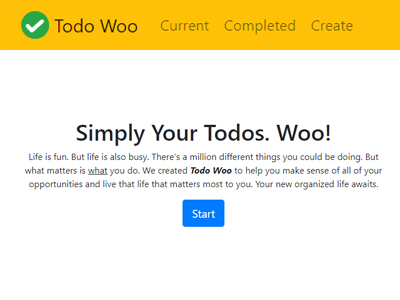 Todo Woo Current Completed Create
Simply Your Todos. Woo!
Life is fun. But life is also busy. There's a million different things you could be doing. But
what matters is what you do. We created Todo Woo to help you make sense of all of your
opportunities and live that life that matters most to you. Your new organized life awaits.
Start